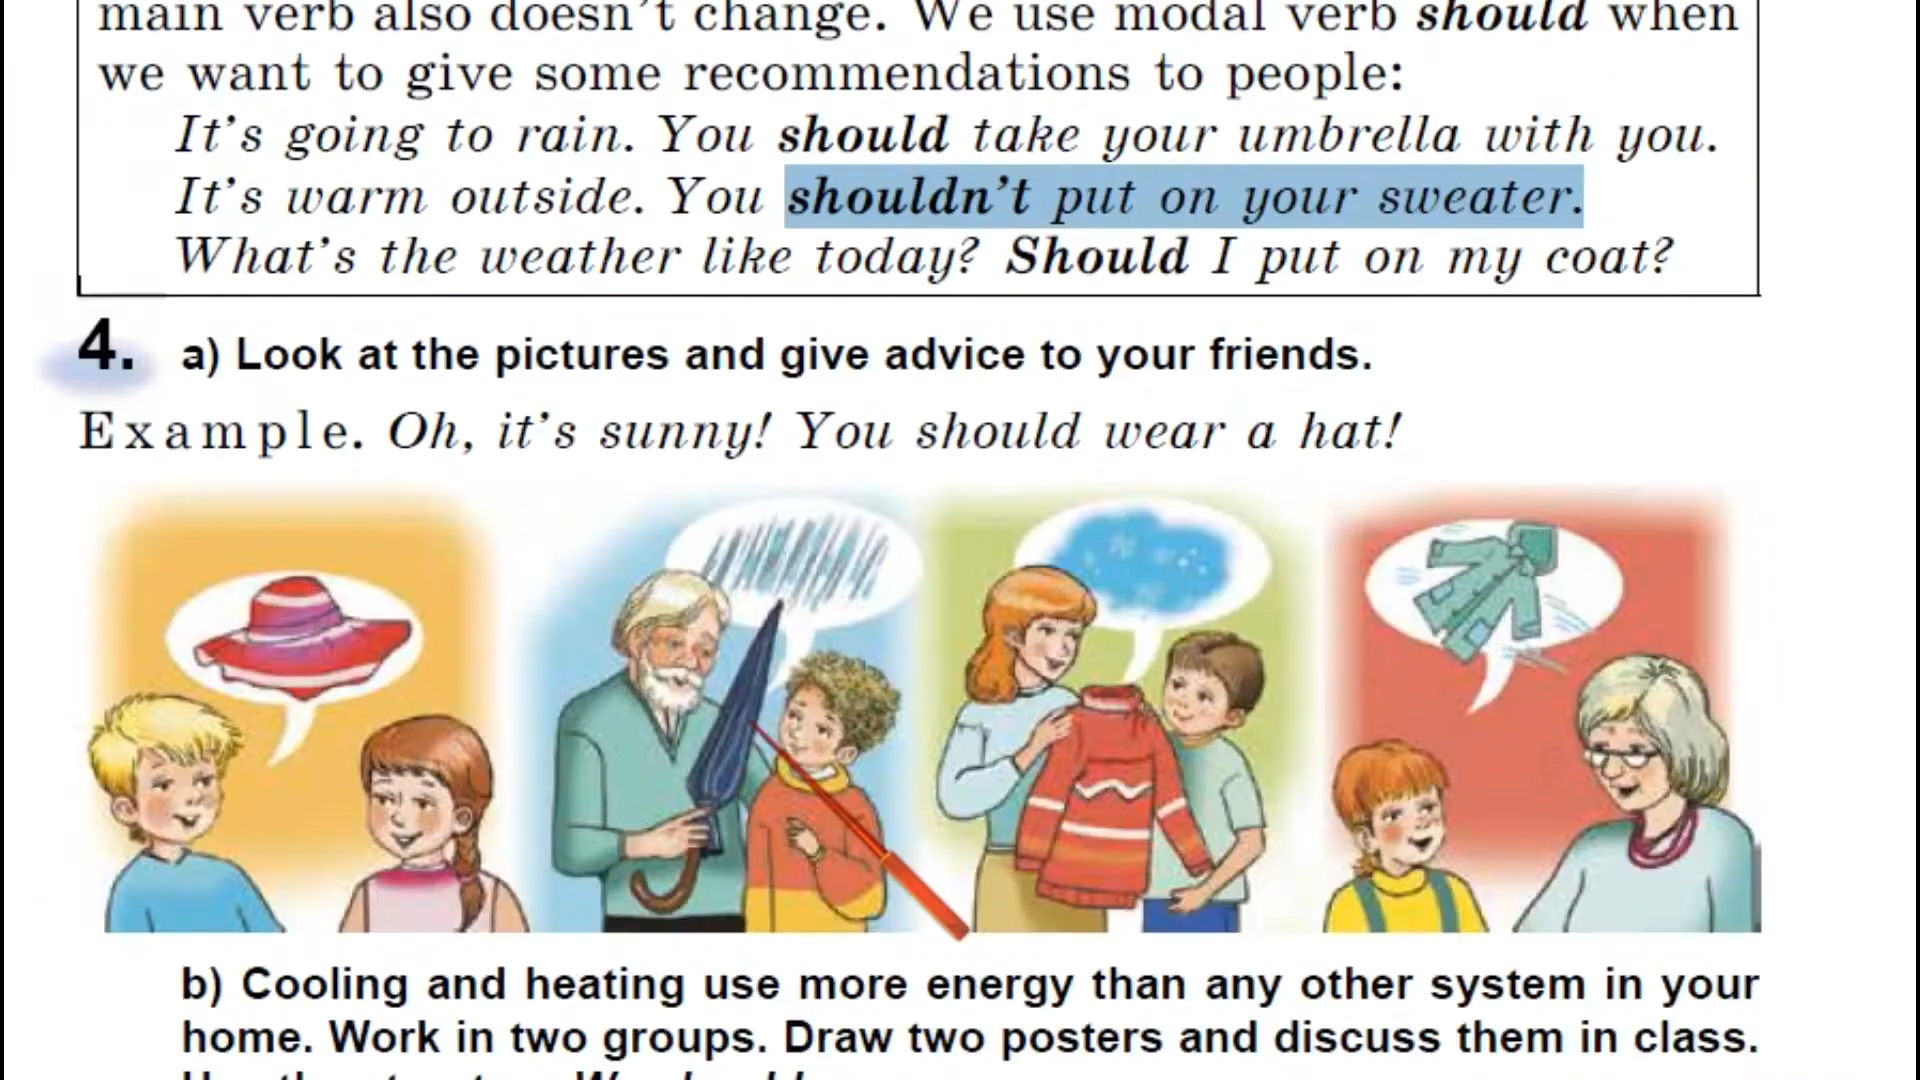 main verb also doesn't change. We use modal verb should when
we want to give some recommendations to people:
It's going to rain. You should take your umbrella with you.
It's warm outside. You shouldn't put on your sweater.
What's the weather like today? Should I put on my coat?
4. a) Look at the pictures and give advice to your friends.
Example. Oh, it's sunny! You should wear a hat!
b) Cooling and heating use more energy than any other system in your
home. Work in two groups. Draw two posters and discuss them in class.